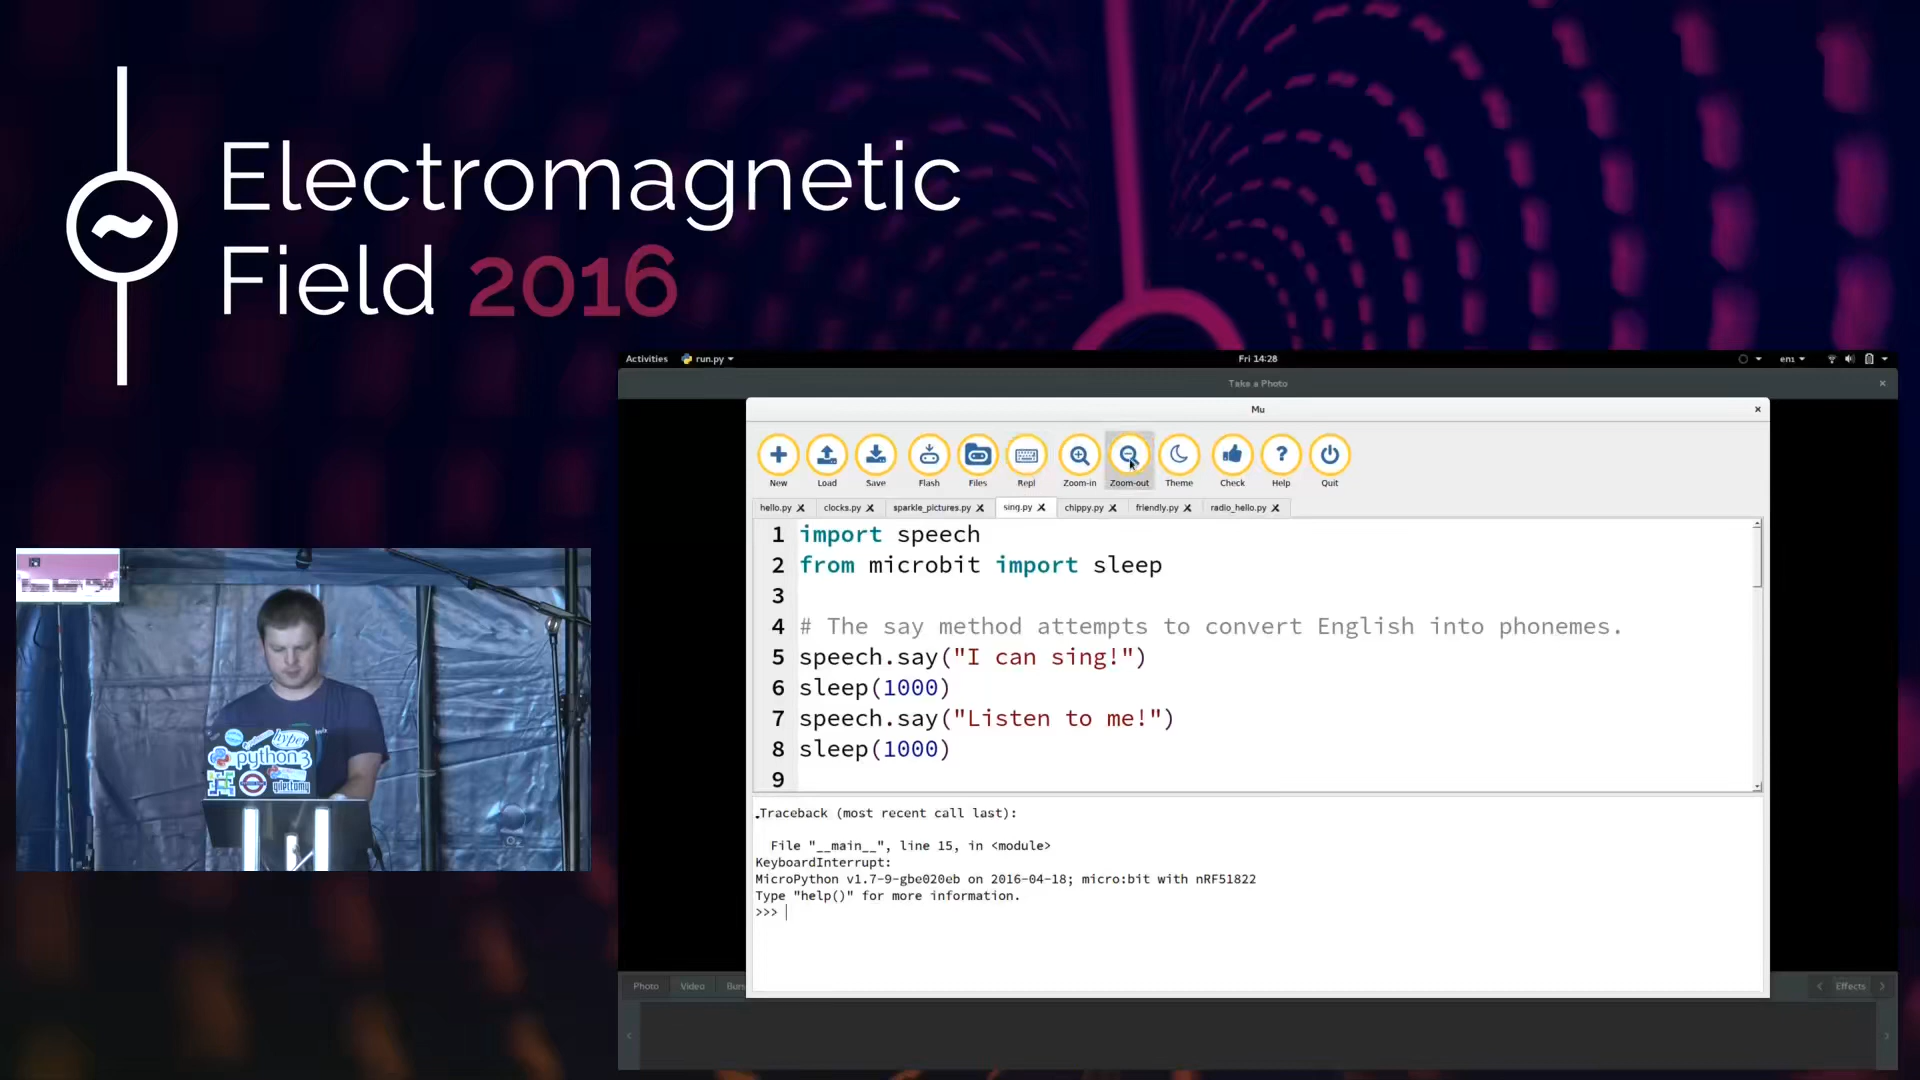 Electromagnetic
Field 2016
Activities run.py Fri 14:28 en1
Take a Photo
Mu
New Load Save Flash Files Repl Zoom-in Zoom-out Theme Check Help Quit
hello.py clocks.py sparkle_pictures.py sing.py chippy.py friendly.py radio_hello.py
1 import speech
2 from microbit import sleep
3
4 # The say method attempts to convert English into phonemes.
5 speech.say("I can sing!")
6 sleep(1000)
7 speech.say("Listen to me!")
8 sleep(1000)
9
Traceback (most recent call last):
File "__main__", line 15, in <module>
KeyboardInterrupt:
MicroPython v1.7-9-gbe020eb on 2016-04-18; micro:bit with nRF51822
Type "help()" for more information.
>>>
Photo Video Effects
hyper
python3